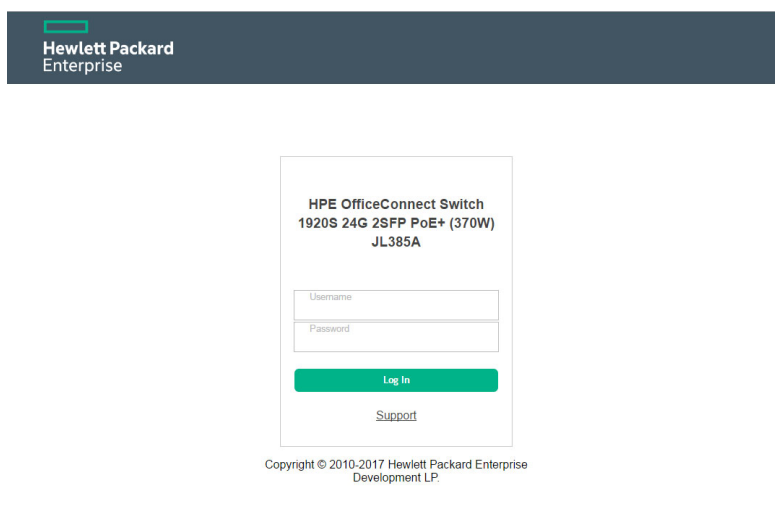 Hewlett Packard
Enterprise
HPE OfficeConnect Switch
1920S 24G 2SFP PoE+ (370W)
JL385A
Username
Password
Log In
Support
Copyright © 2010-2017 Hewlett Packard Enterprise
Development LP.